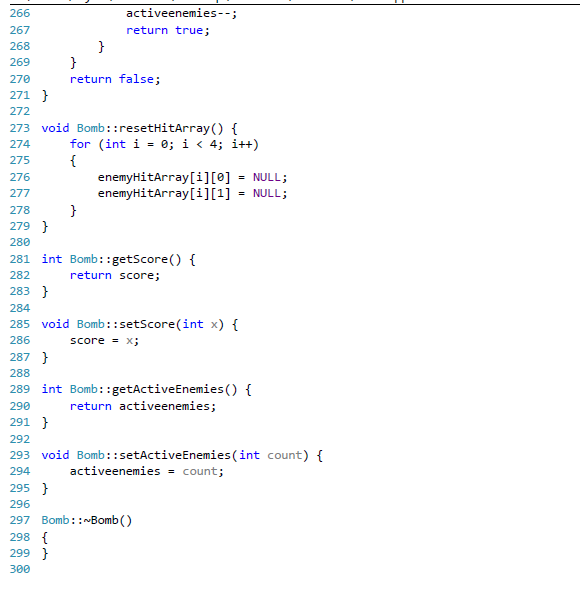 266             activeenemies--;
267             return true;
268         }
269     }
270     return false;
271 }
272
273 void Bomb::resetHitArray() {
274     for (int i = 0; i < 4; i++)
275     {
276         enemyHitArray[i][0] = NULL;
277         enemyHitArray[i][1] = NULL;
278     }
279 }
280
281 int Bomb::getScore() {
282     return score;
283 }
284
285 void Bomb::setScore(int x) {
286     score = x;
287 }
288
289 int Bomb::getActiveEnemies() {
290     return activeenemies;
291 }
292
293 void Bomb::setActiveEnemies(int count) {
294     activeenemies = count;
295 }
296
297 Bomb::~Bomb()
298 {
299 }
300